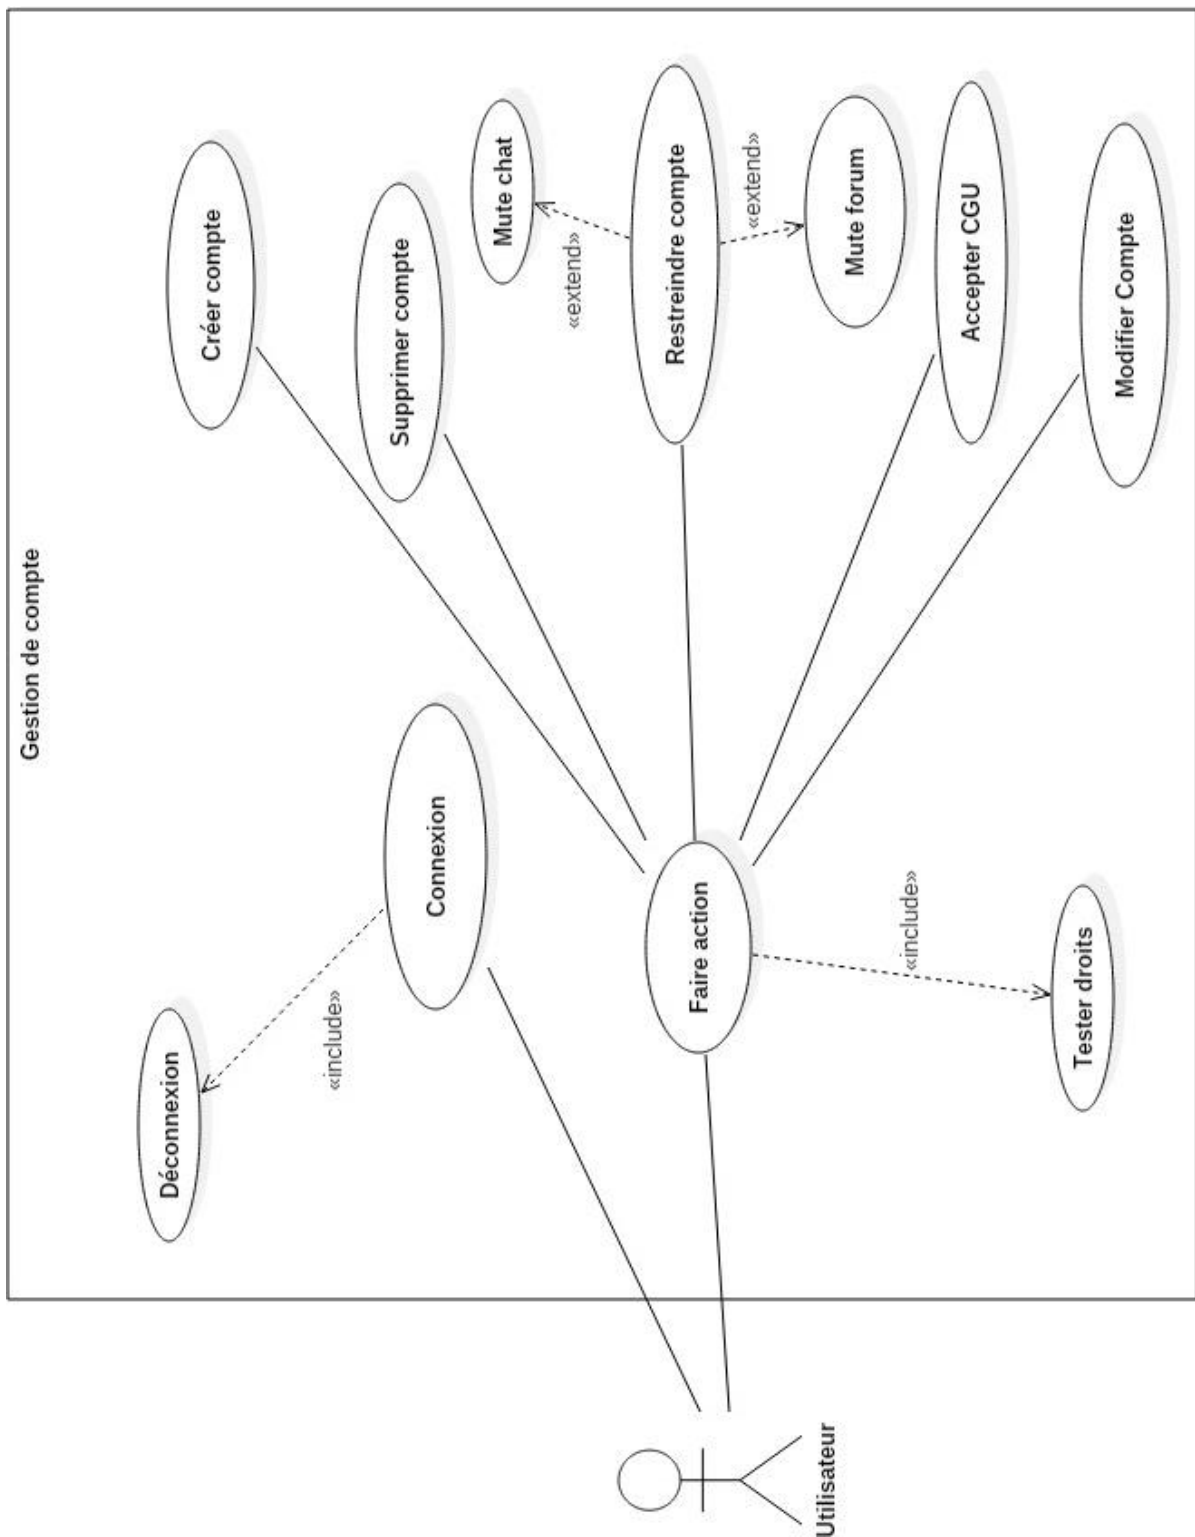 Gestion de compte
Créer compte
Supprimer compte
Mute chat
«extend»
Restreindre compte
«extend»
Mute forum
Accepter CGU
Modifier Compte
Connexion
Déconnexion
«include»
Faire action
«include»
Tester droits
Utilisateur